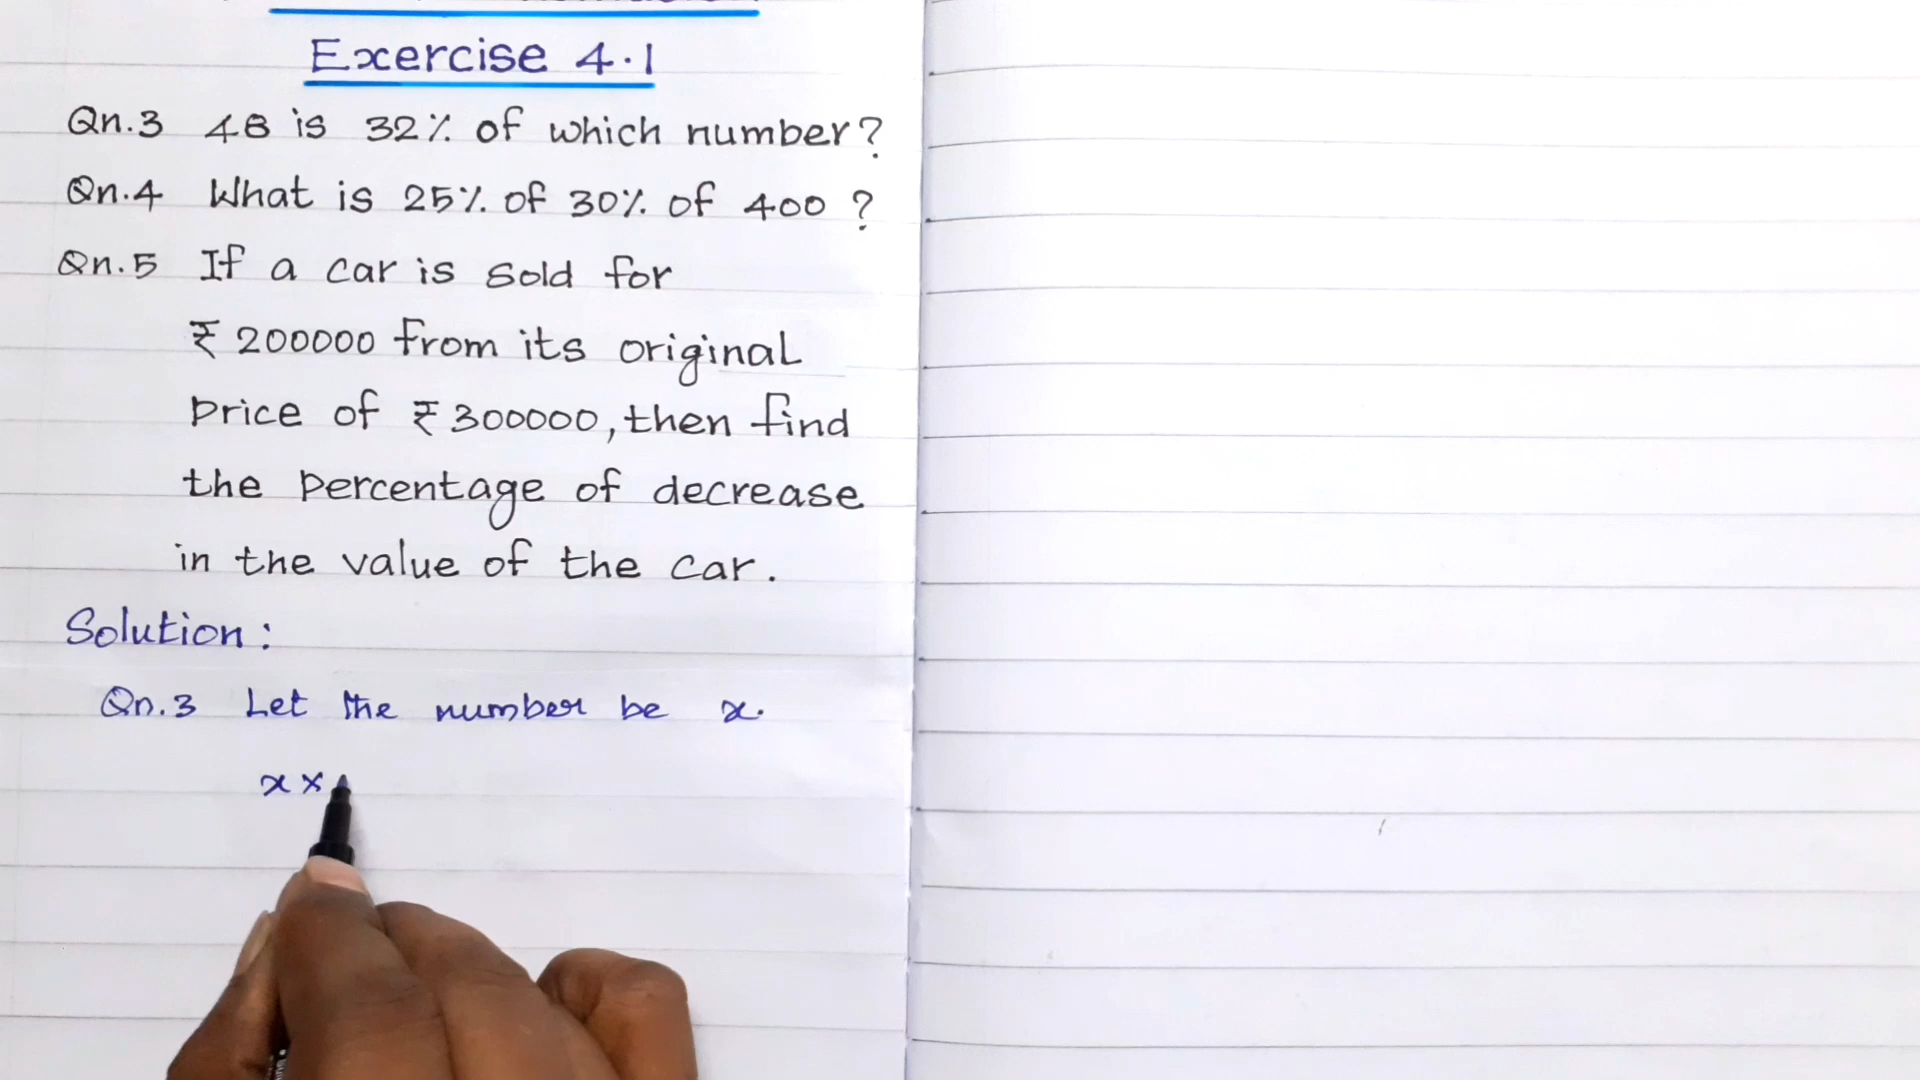 Exercise 4.1
Qn.3 48 is 32% of which number?
Qn.4 What is 25% of 30% of 400 ?
Qn.5 If a car is sold for
₹ 200000 from its original
price of ₹ 300000, then find
the percentage of decrease
in the value of the car.
Solution :
Qn.3 Let the number be x.
x ×